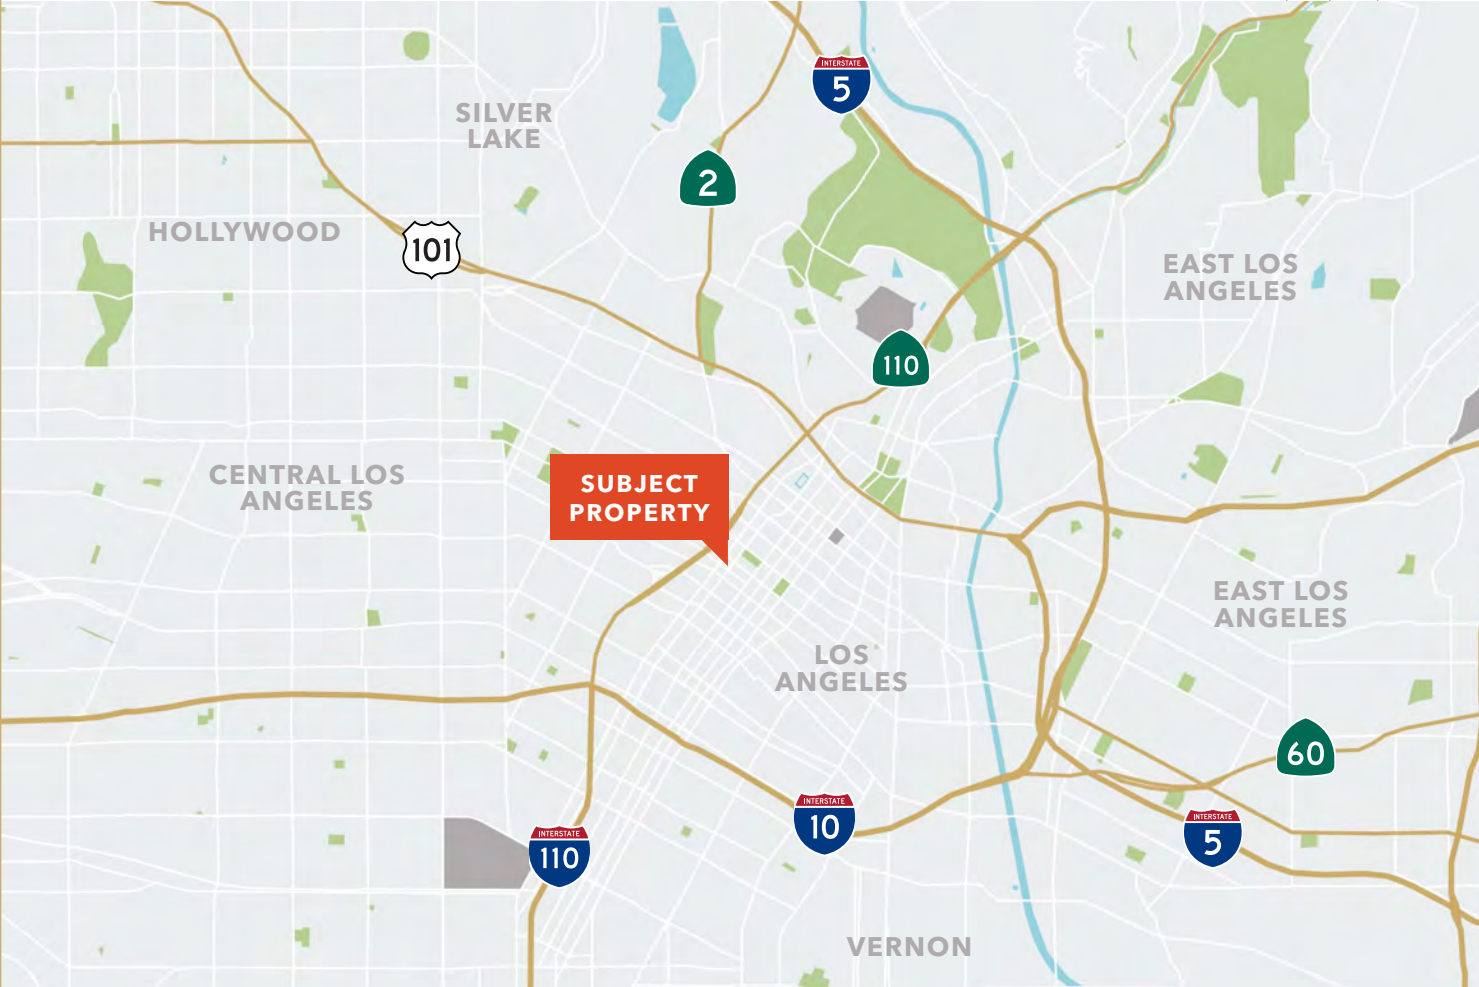 INTERSTATE
5
SILVER
LAKE
2
HOLLYWOOD
101
EAST LOS
ANGELES
110
CENTRAL LOS
ANGELES
SUBJECT
PROPERTY
EAST LOS
ANGELES
LOS
ANGELES
60
INTERSTATE
10
INTERSTATE
5
INTERSTATE
110
VERNON